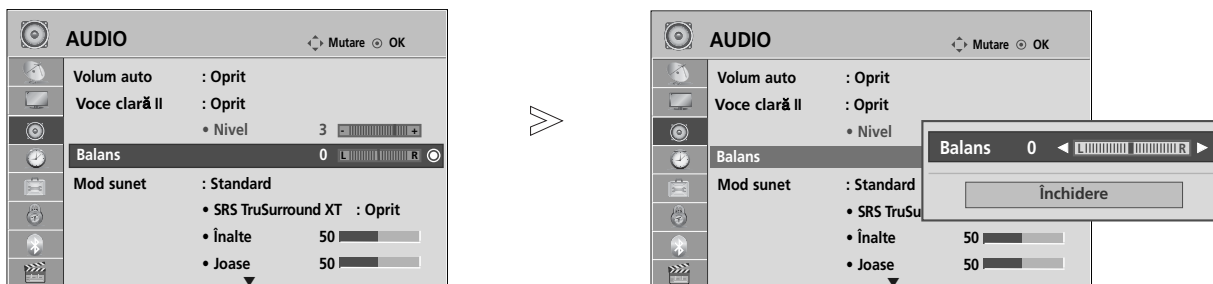 AUDIO Mutare OK
Volum auto : Oprit
Voce clară II : Oprit
• Nivel 3 - +
Balans 0 L R
Mod sunet : Standard
• SRS TruSurround XT : Oprit
• Înalte 50
• Joase 50
AUDIO Mutare OK
Volum auto : Oprit
Voce clară II : Oprit
• Nivel
Balans
Mod sunet : Standard
• SRS TruSu
• Înalte 50
• Joase 50
Balans 0 L R
Închidere